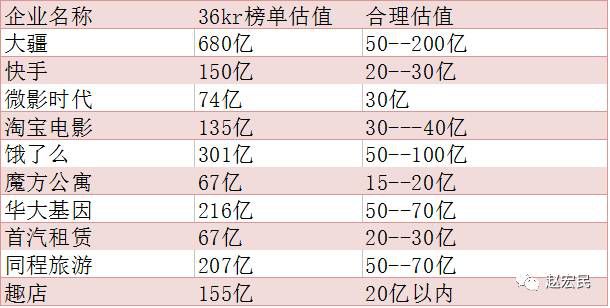 企业名称 36kr榜单估值 合理估值
大疆 680亿 50--200亿
快手 150亿 20--30亿
微影时代 74亿 30亿
淘宝电影 135亿 30---40亿
饿了么 301亿 50--100亿
魔方公寓 67亿 15--20亿
华大基因 216亿 50--70亿
首汽租赁 67亿 20--30亿
同程旅游 207亿 50--70亿
趣店 155亿 20亿以内
赵宏民